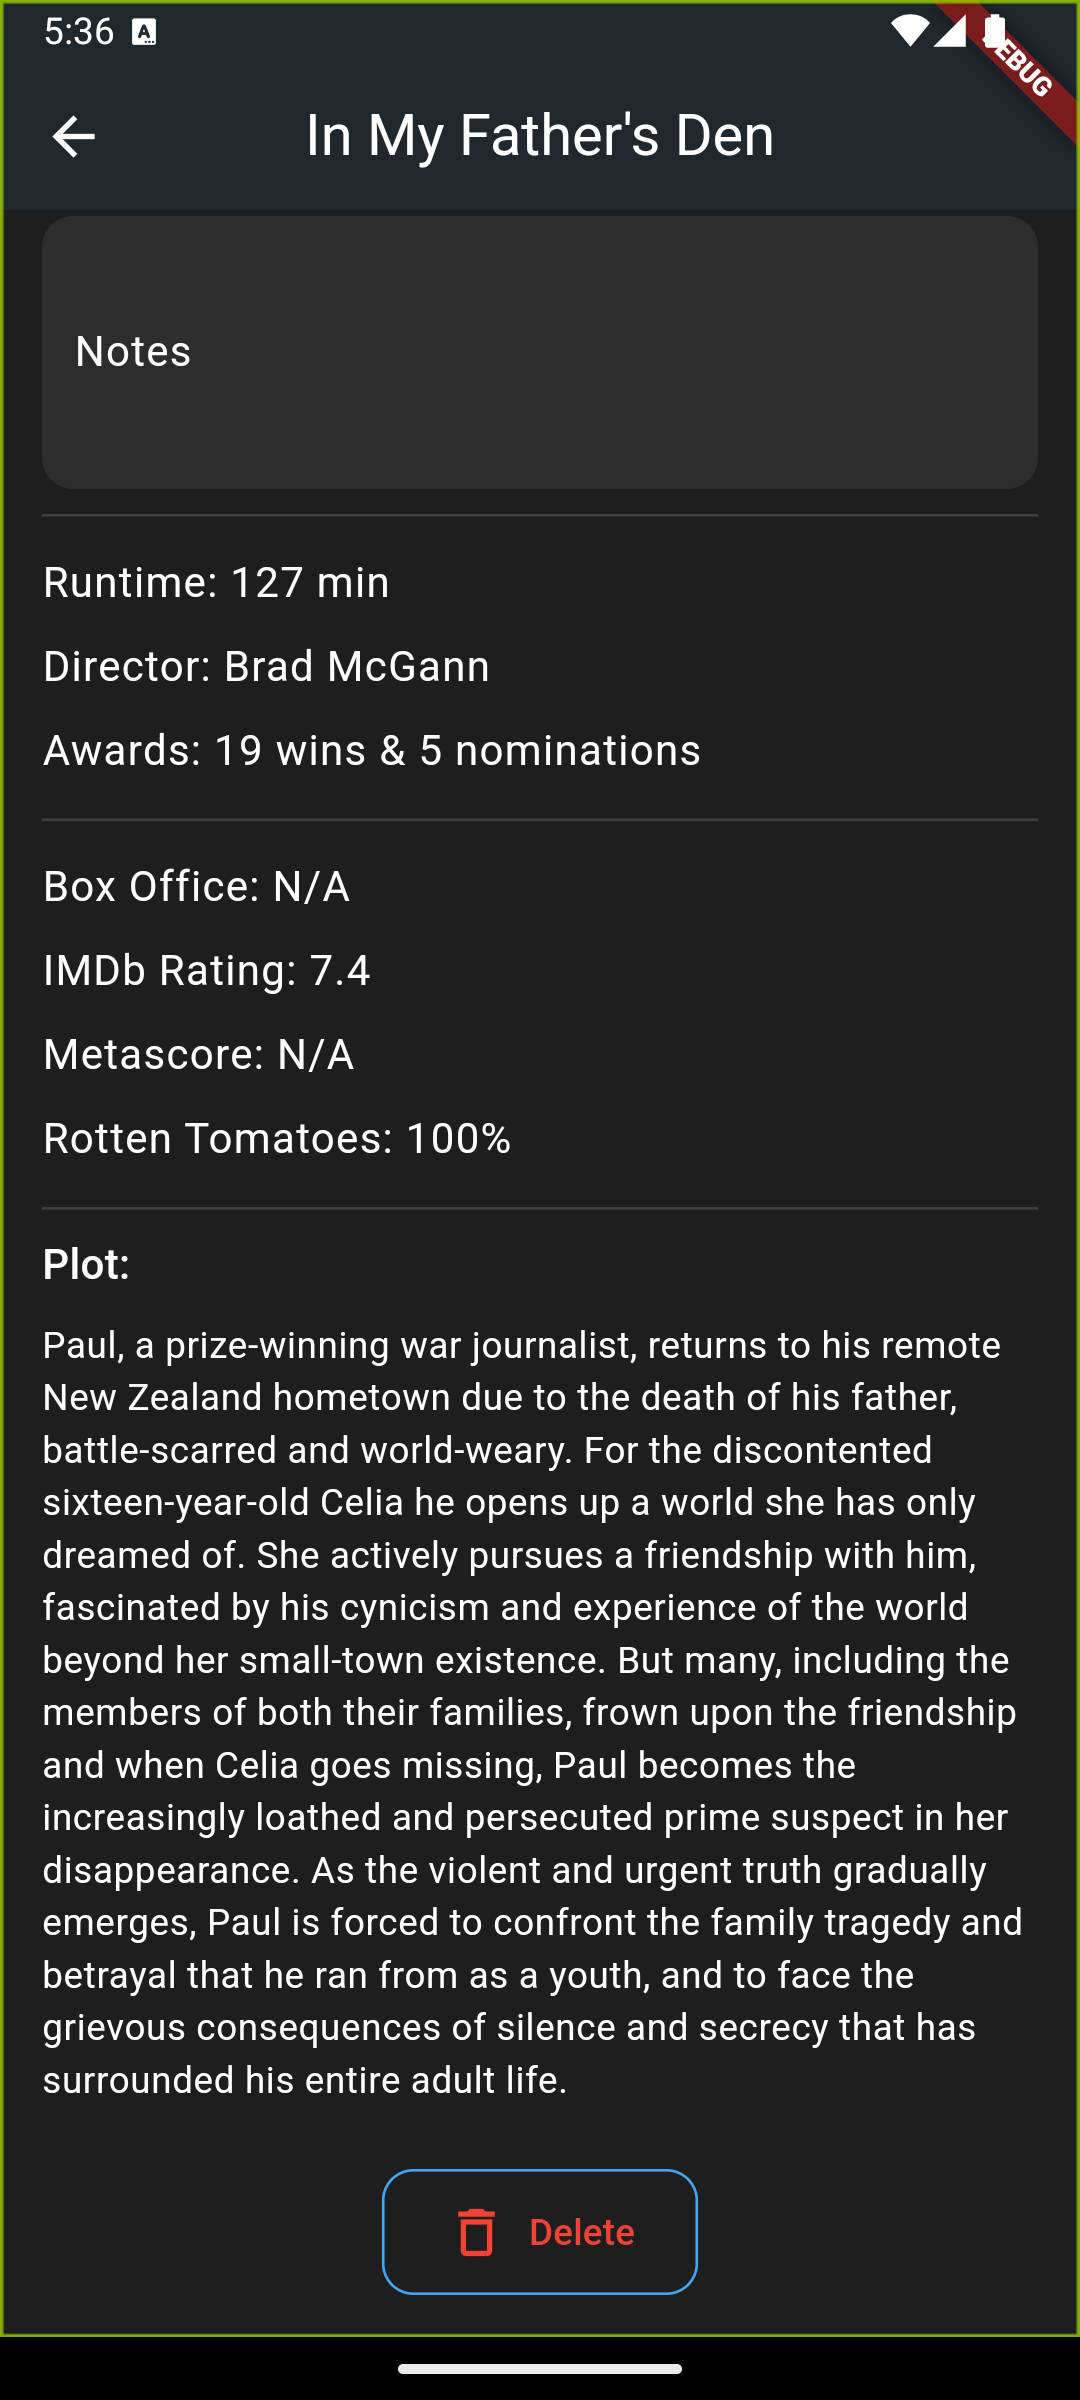 5:36
In My Father's Den
Notes
Runtime: 127 min
Director: Brad McGann
Awards: 19 wins & 5 nominations
Box Office: N/A
IMDb Rating: 7.4
Metascore: N/A
Rotten Tomatoes: 100%
Plot:
Paul, a prize-winning war journalist, returns to his remote
New Zealand hometown due to the death of his father,
battle-scarred and world-weary. For the discontented
sixteen-year-old Celia he opens up a world she has only
dreamed of. She actively pursues a friendship with him,
fascinated by his cynicism and experience of the world
beyond her small-town existence. But many, including the
members of both their families, frown upon the friendship
and when Celia goes missing, Paul becomes the
increasingly loathed and persecuted prime suspect in her
disappearance. As the violent and urgent truth gradually
emerges, Paul is forced to confront the family tragedy and
betrayal that he ran from as a youth, and to face the
grievous consequences of silence and secrecy that has
surrounded his entire adult life.
Delete